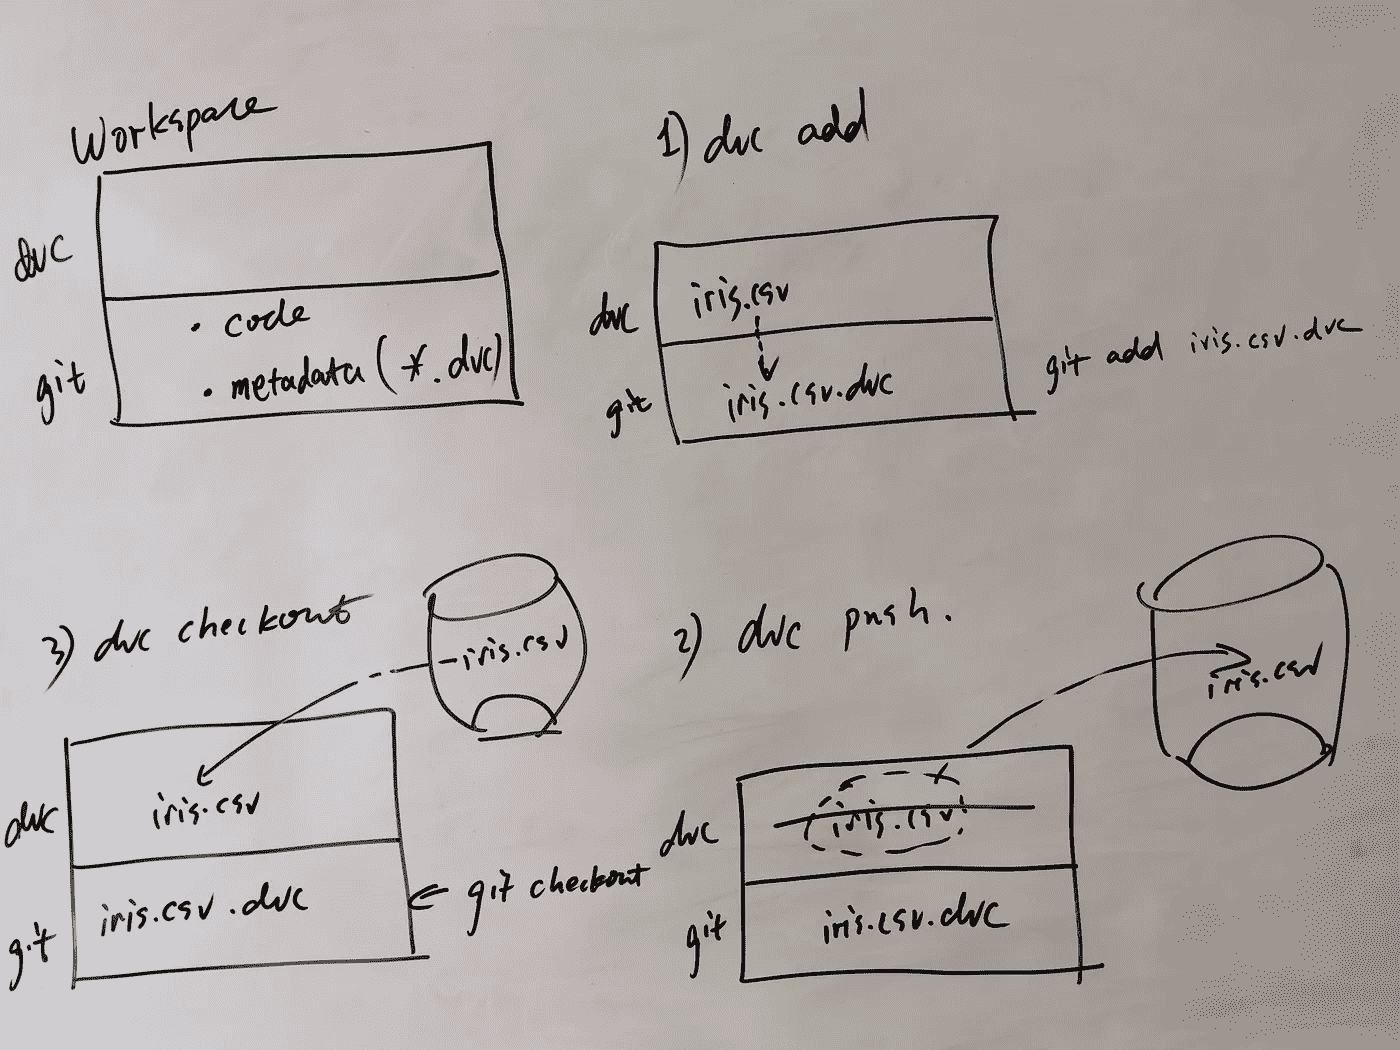 Workspace
dvc
• code
git
• metadata (*.dvc)
1) dvc add
dvc
iris.csv
git
iris.csv.dvc
git add iris.csv.dvc
3) dvc checkout
iris.csv
dvc
iris.csv
git
iris.csv.dvc
git checkout
2) dvc push.
iris.csv
dvc
iris.csv
git
iris.csv.dvc